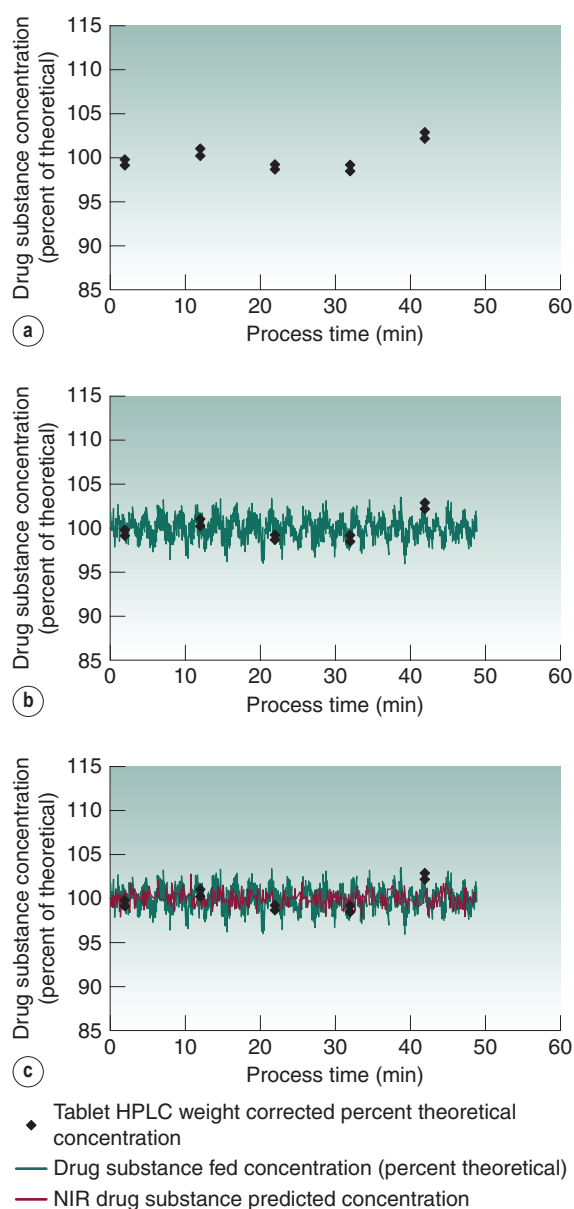 Drug substance concentration
(percent of theoretical)
115
110
105
100
95
90
85
0
10
20
30
40
50
60
Process time (min)
a
Drug substance concentration
(percent of theoretical)
115
110
105
100
95
90
85
0
10
20
30
40
50
60
Process time (min)
b
Drug substance concentration
(percent of theoretical)
115
110
105
100
95
90
85
0
10
20
30
40
50
60
Process time (min)
c
Tablet HPLC weight corrected percent theoretical
concentration
Drug substance fed concentration (percent theoretical)
NIR drug substance predicted concentration